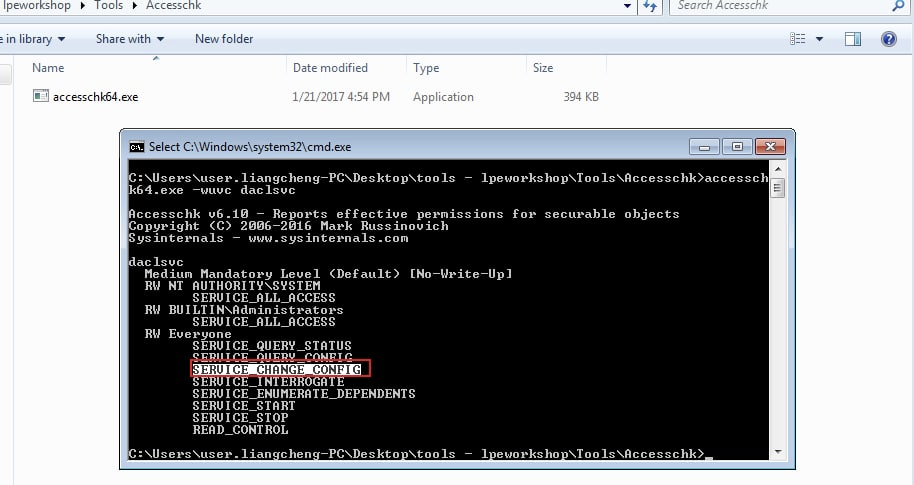 lpeworkshop ▸ Tools ▸ Accesschk
Search Accesschk
e in library Share with New folder
Name Date modified Type Size
accesschk64.exe 1/21/2017 4:54 PM Application 394 KB
Select C:\Windows\system32\cmd.exe
C:\Users\user.liangcheng-PC\Desktop\tools - lpeworkshop\Tools\Accesschk>accessch
k64.exe -wuvc daclsvc
Accesschk v6.10 - Reports effective permissions for securable objects
Copyright (C) 2006-2016 Mark Russinovich
Sysinternals - www.sysinternals.com
daclsvc
Medium Mandatory Level (Default) [No-Write-Up]
RW NT AUTHORITY\SYSTEM
SERVICE_ALL_ACCESS
RW BUILTIN\Administrators
SERVICE_ALL_ACCESS
RW Everyone
SERVICE_QUERY_STATUS
SERVICE_QUERY_CONFIG
SERVICE_CHANGE_CONFIG
SERVICE_INTERROGATE
SERVICE_ENUMERATE_DEPENDENTS
SERVICE_START
SERVICE_STOP
READ_CONTROL
C:\Users\user.liangcheng-PC\Desktop\tools - lpeworkshop\Tools\Accesschk>_